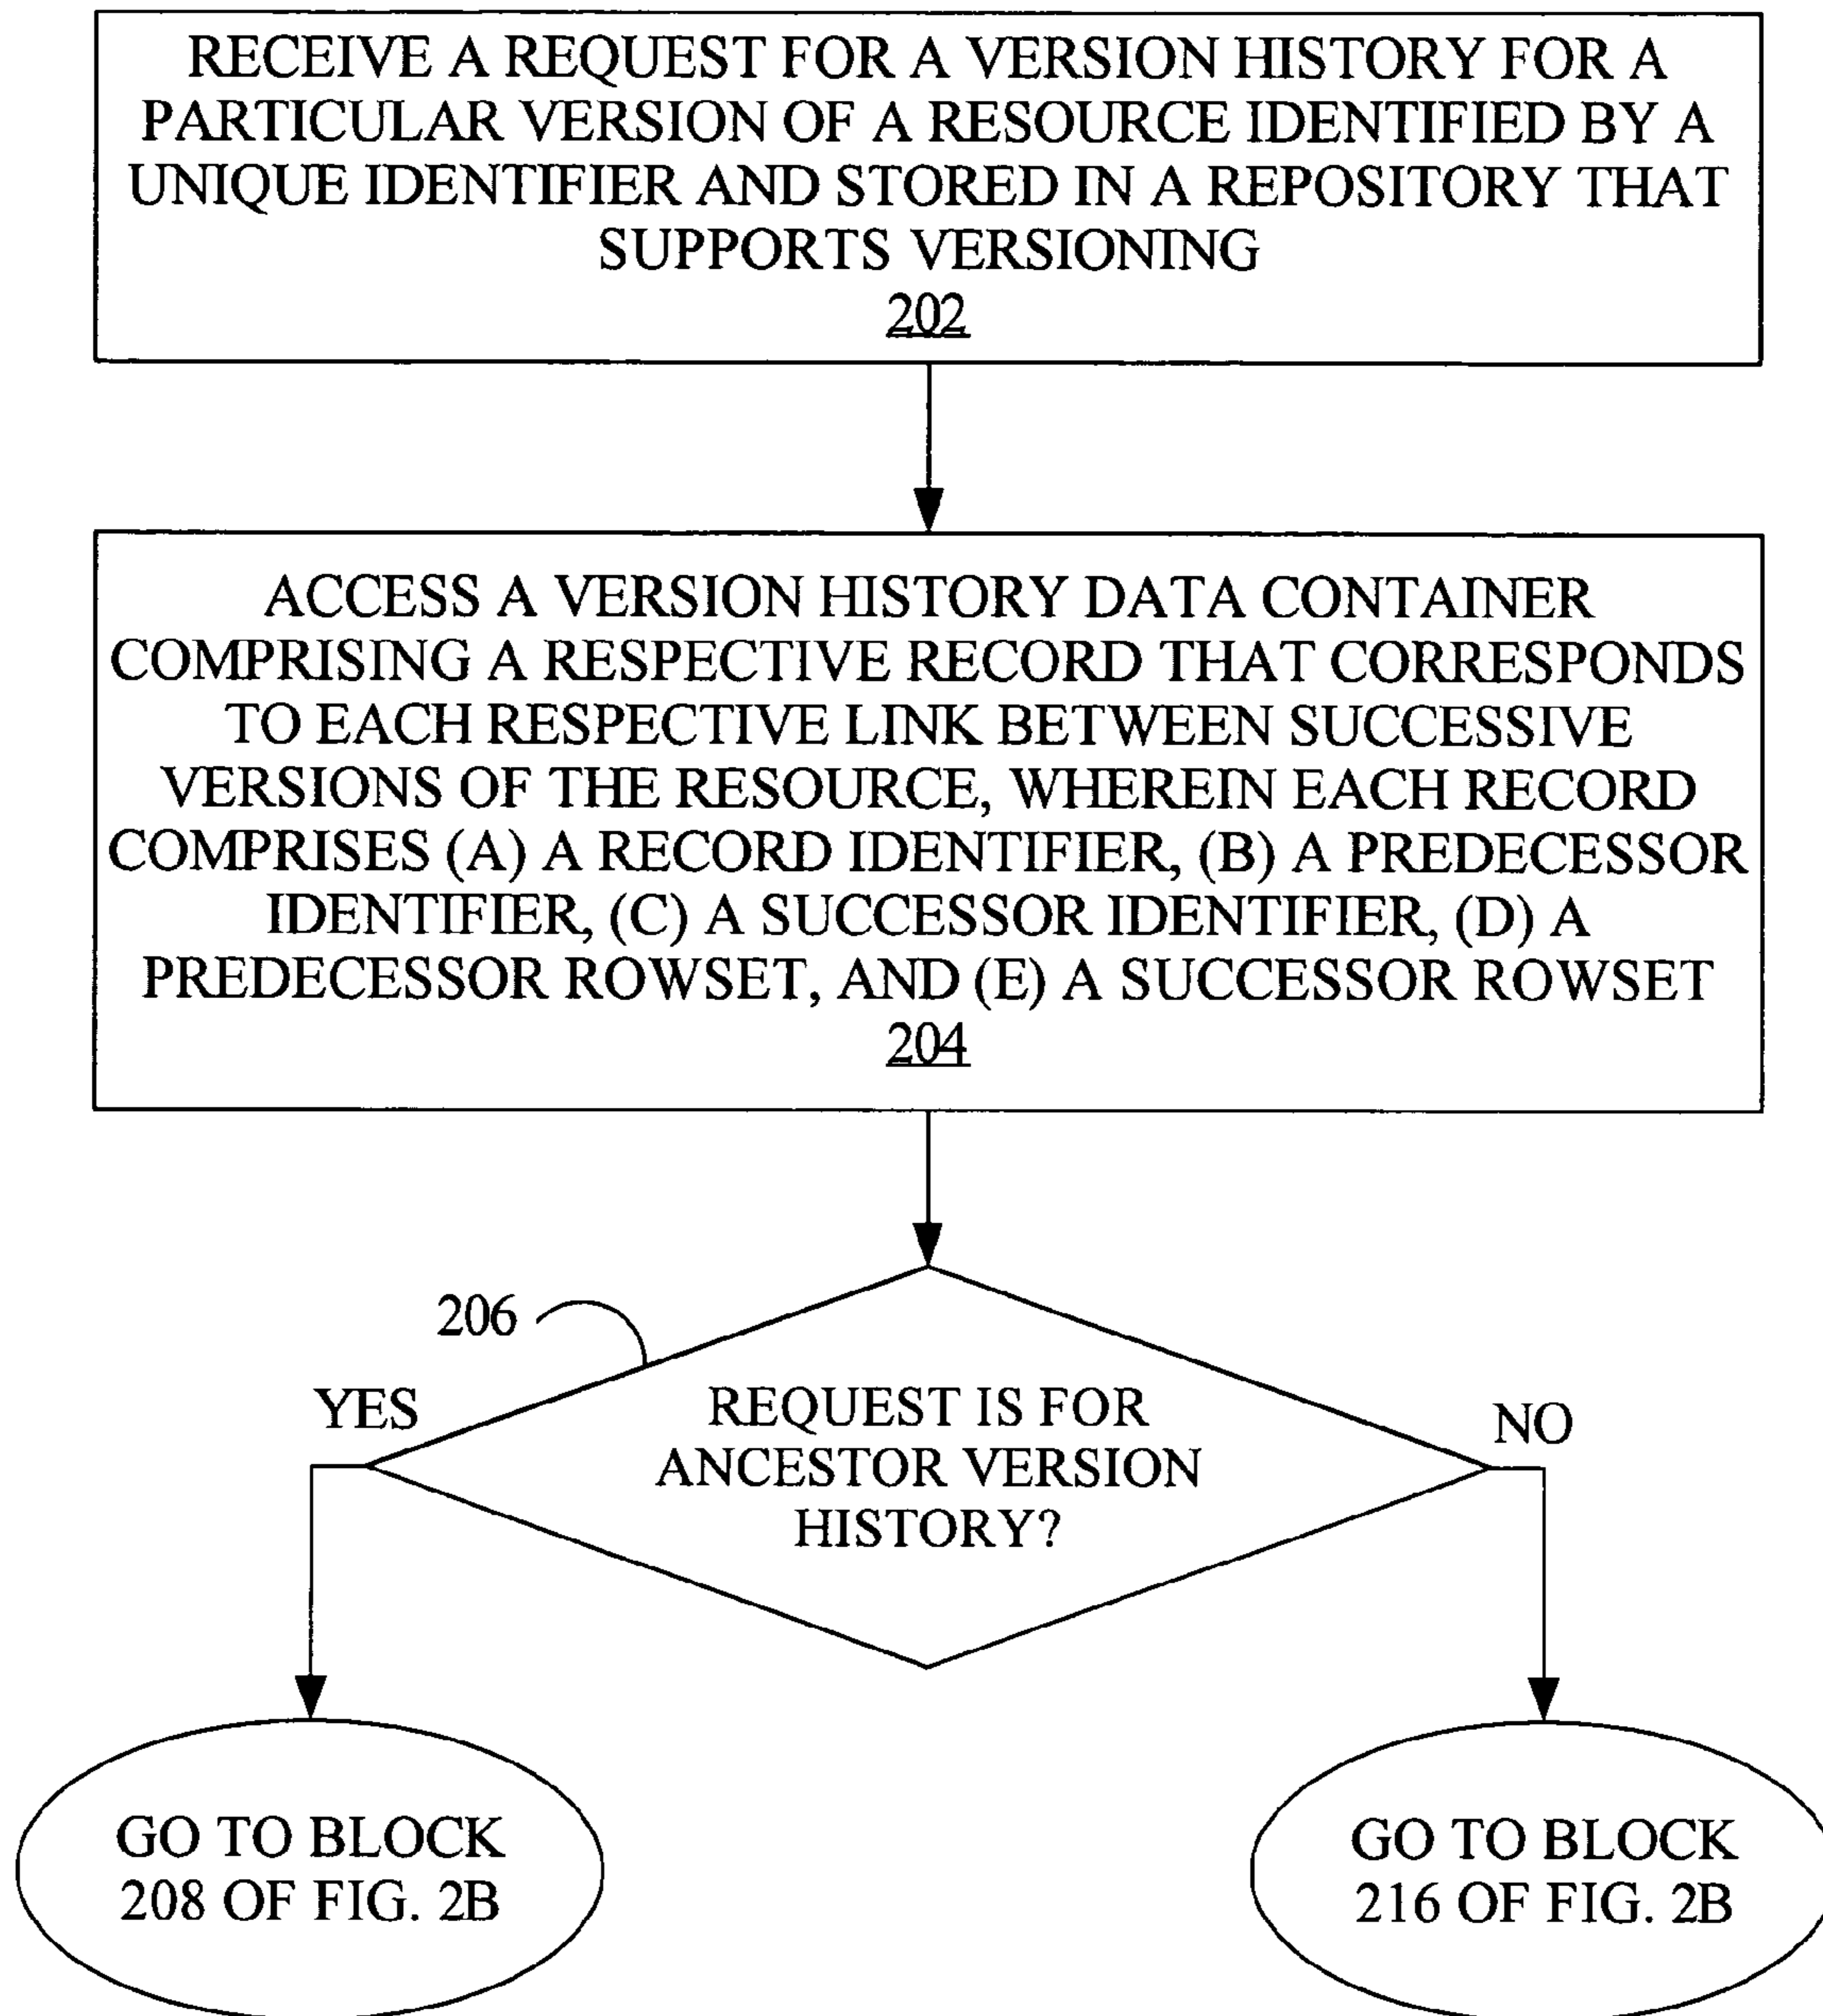 RECEIVE A REQUEST FOR A VERSION HISTORY FOR A
PARTICULAR VERSION OF A RESOURCE IDENTIFIED BY A
UNIQUE IDENTIFIER AND STORED IN A REPOSITORY THAT
SUPPORTS VERSIONING
202
ACCESS A VERSION HISTORY DATA CONTAINER
COMPRISING A RESPECTIVE RECORD THAT CORRESPONDS
TO EACH RESPECTIVE LINK BETWEEN SUCCESSIVE
VERSIONS OF THE RESOURCE, WHEREIN EACH RECORD
COMPRISES (A) A RECORD IDENTIFIER, (B) A PREDECESSOR
IDENTIFIER, (C) A SUCCESSOR IDENTIFIER, (D) A
PREDECESSOR ROWSET, AND (E) A SUCCESSOR ROWSET
204
206
YES
REQUEST IS FOR
ANCESTOR VERSION
HISTORY?
NO
GO TO BLOCK
208 OF FIG. 2B
GO TO BLOCK
216 OF FIG. 2B